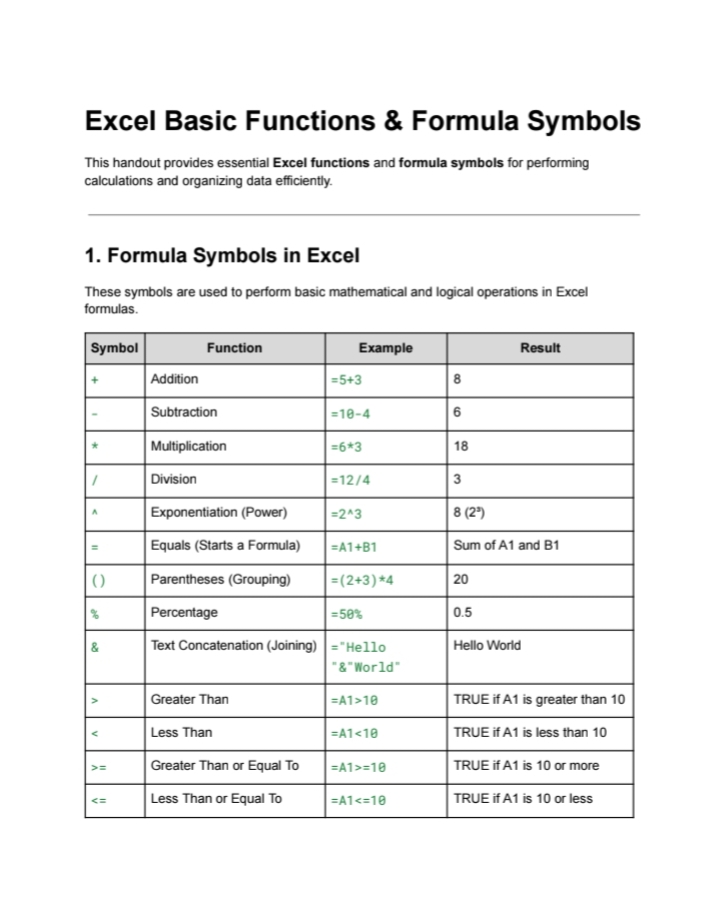 Excel Basic Functions & Formula Symbols
This handout provides essential Excel functions and formula symbols for performing
calculations and organizing data efficiently.
1. Formula Symbols in Excel
These symbols are used to perform basic mathematical and logical operations in Excel
formulas.
Symbol Function Example Result
+ Addition =5+3 8
- Subtraction =10-4 6
* Multiplication =6*3 18
/ Division =12/4 3
^ Exponentiation (Power) =2^3 8 (2³)
= Equals (Starts a Formula) =A1+B1 Sum of A1 and B1
() Parentheses (Grouping) =(2+3)*4 20
% Percentage =50% 0.5
& Text Concatenation (Joining) ="Hello Hello World
"&"World"
> Greater Than =A1>10 TRUE if A1 is greater than 10
< Less Than =A1<10 TRUE if A1 is less than 10
>= Greater Than or Equal To =A1>=10 TRUE if A1 is 10 or more
<= Less Than or Equal To =A1<=10 TRUE if A1 is 10 or less